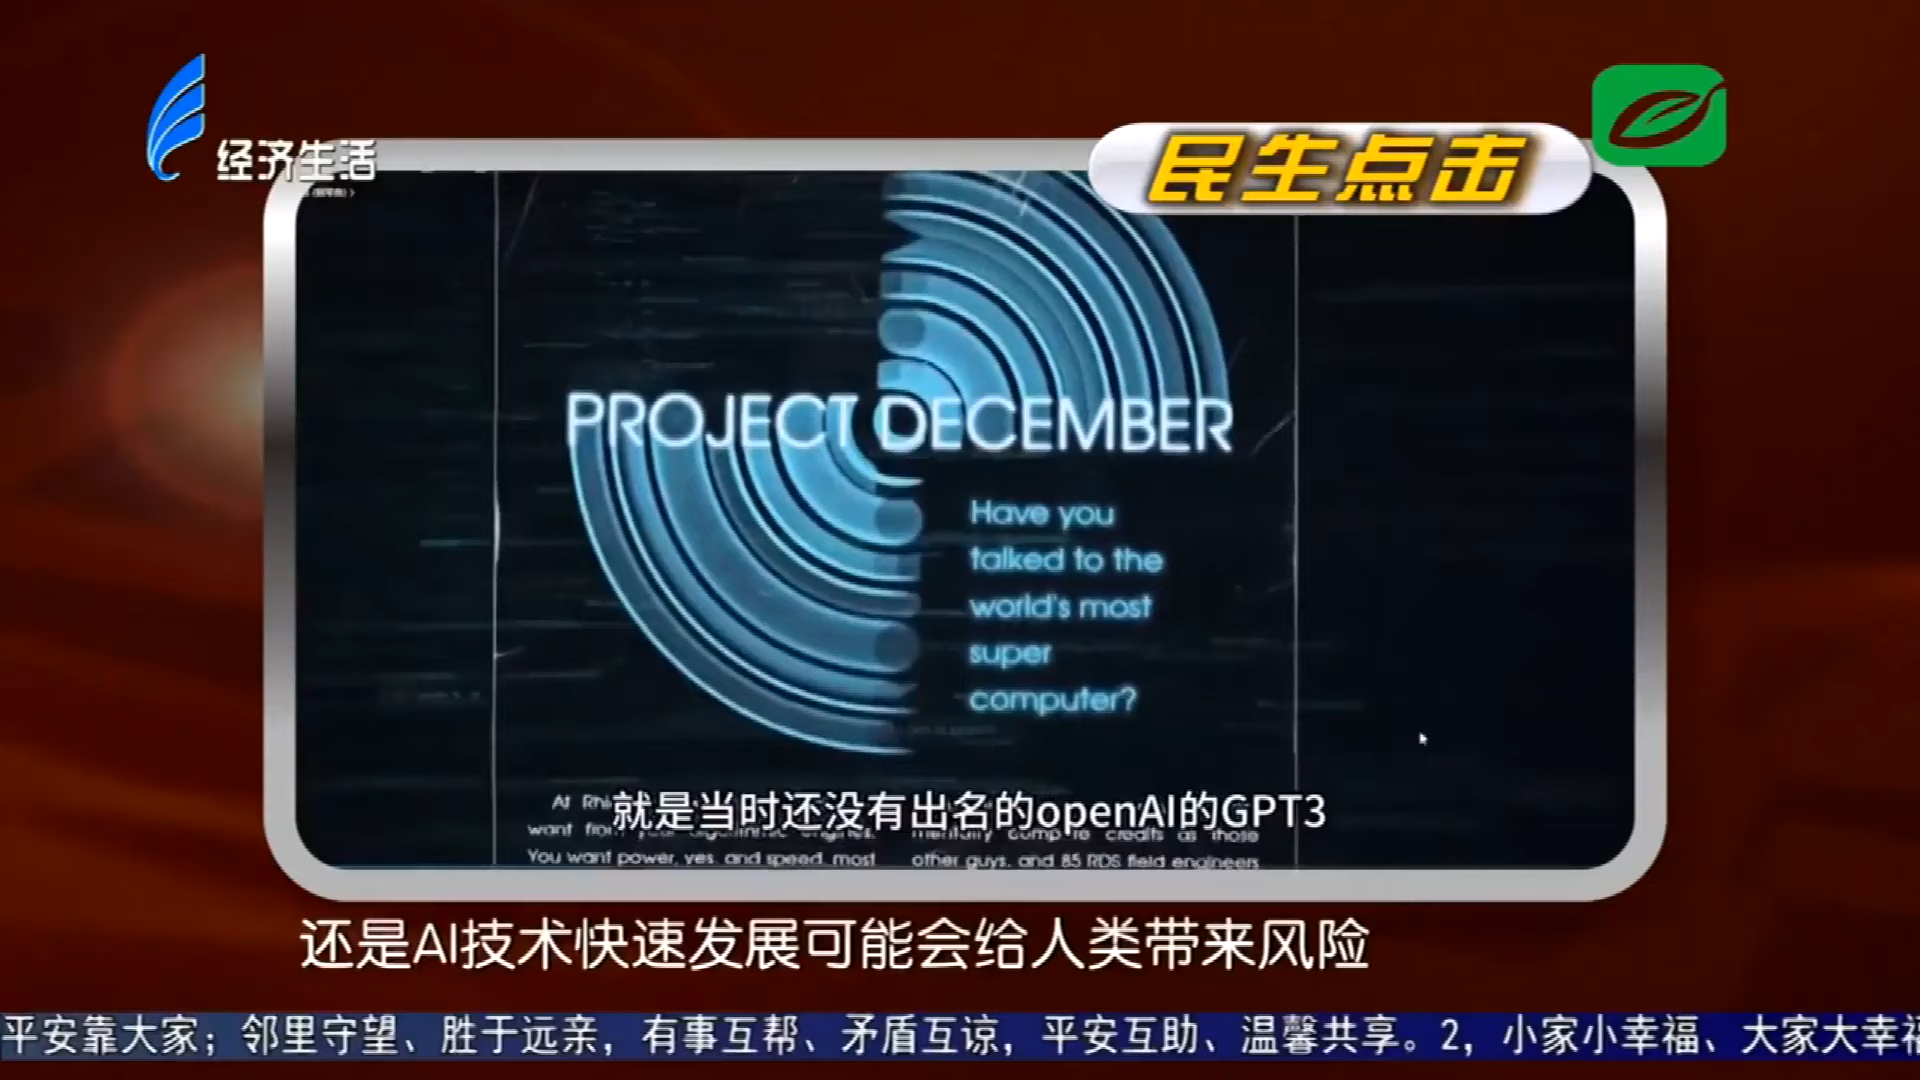 经济生活
民生点击
PROJECT DECEMBER
Have you
talked to the
world's most
super
computer?
At
就是当时还没有出名的openAI的GPT3
want
credits as those
You want power, yes, and speed, most
other guys, and 85 RDS field engineers
还是AI技术快速发展可能会给人类带来风险
平安靠大家；邻里守望、胜于远亲，有事互帮、矛盾互谅，平安互助、温馨共享。2，小家小幸福、大家大幸福